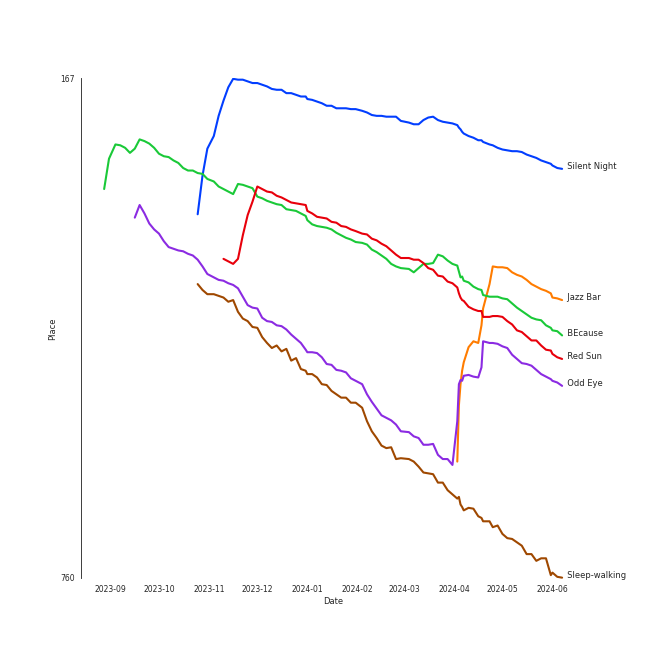 167
Silent Night
Jazz Bar
BEcause
Red Sun
Odd Eye
Place
Sleep-walking
760
2023-09 2023-10 2023-11 2023-12 2024-01 2024-02 2024-03 2024-04 2024-05 2024-06
Date